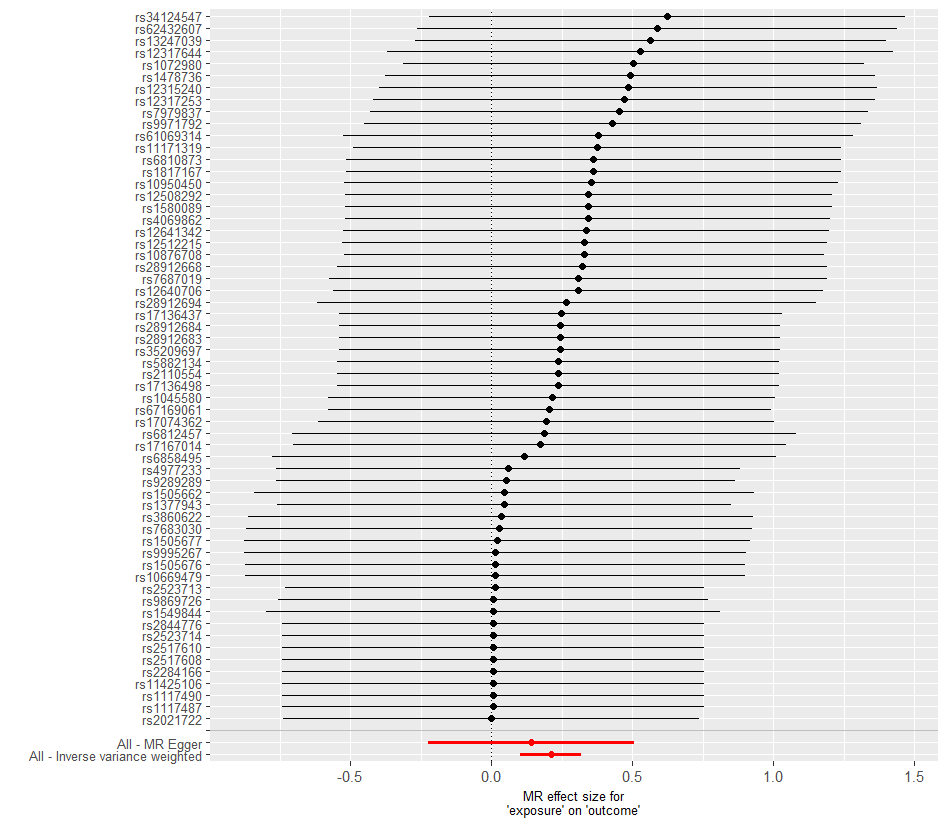 rs34124547
rs62432607
rs13247039
rs12317644
rs1072980
rs1478736
rs12315240
rs12317253
rs7979837
rs9971792
rs61069314
rs11171319
rs6810873
rs1817167
rs10950450
rs12508292
rs1580089
rs4069862
rs12641342
rs12512215
rs10876708
rs28912668
rs7687019
rs12640706
rs28912694
rs17136437
rs28912684
rs28912683
rs35209697
rs5882134
rs2110554
rs17136498
rs1045580
rs67169061
rs17074362
rs6812457
rs17167014
rs6858495
rs4977233
rs9289289
rs1505662
rs1377943
rs3860622
rs7683030
rs1505677
rs9995267
rs1505676
rs10669479
rs2523713
rs9869726
rs1549844
rs2844776
rs2523714
rs2517610
rs2517608
rs2284166
rs11425106
rs1117490
rs1117487
rs2021722
All - MR Egger
All - Inverse variance weighted
-0.5 0.0 0.5 1.0 1.5
MR effect size for
'exposure' on 'outcome'